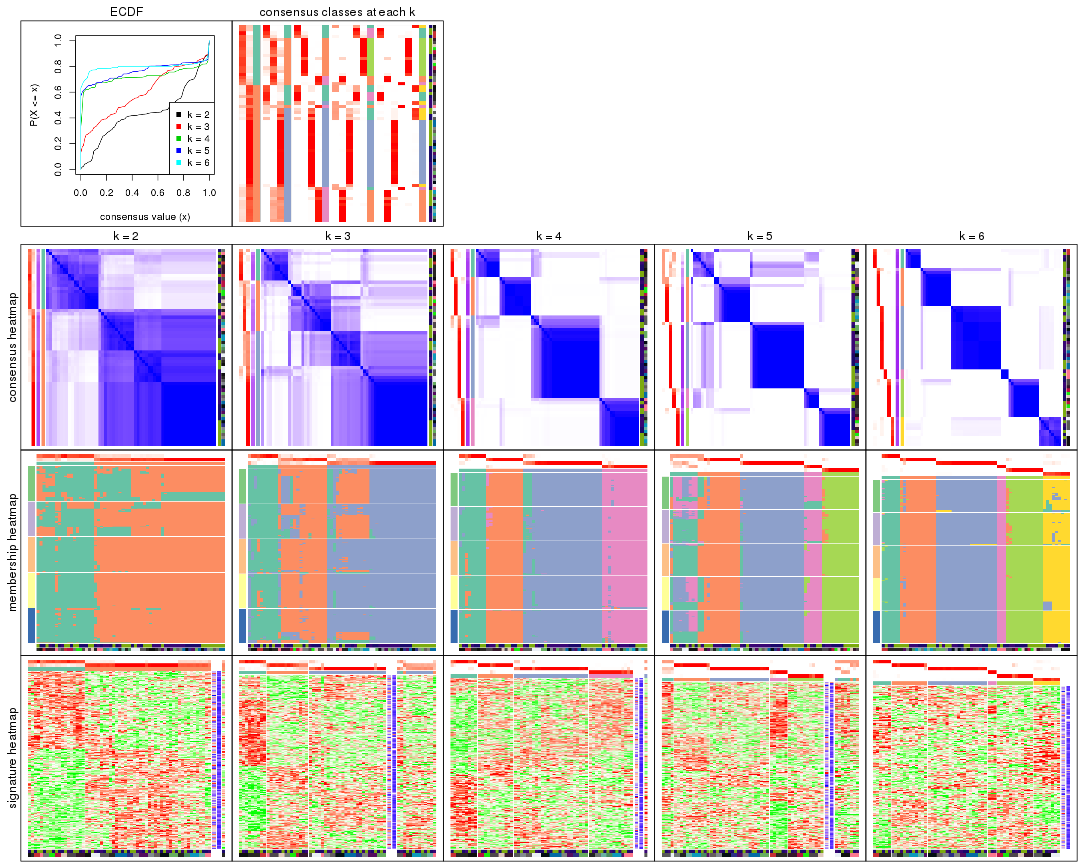 ECDF
consensus classes at each k
P(X <= x)
0.0 0.2 0.4 0.6 0.8 1.0
k = 2
k = 3
k = 4
k = 5
k = 6
0.0 0.2 0.4 0.6 0.8 1.0
consensus value (x)
k = 2 k = 3 k = 4 k = 5 k = 6
consensus heatmap
membership heatmap
signature heatmap